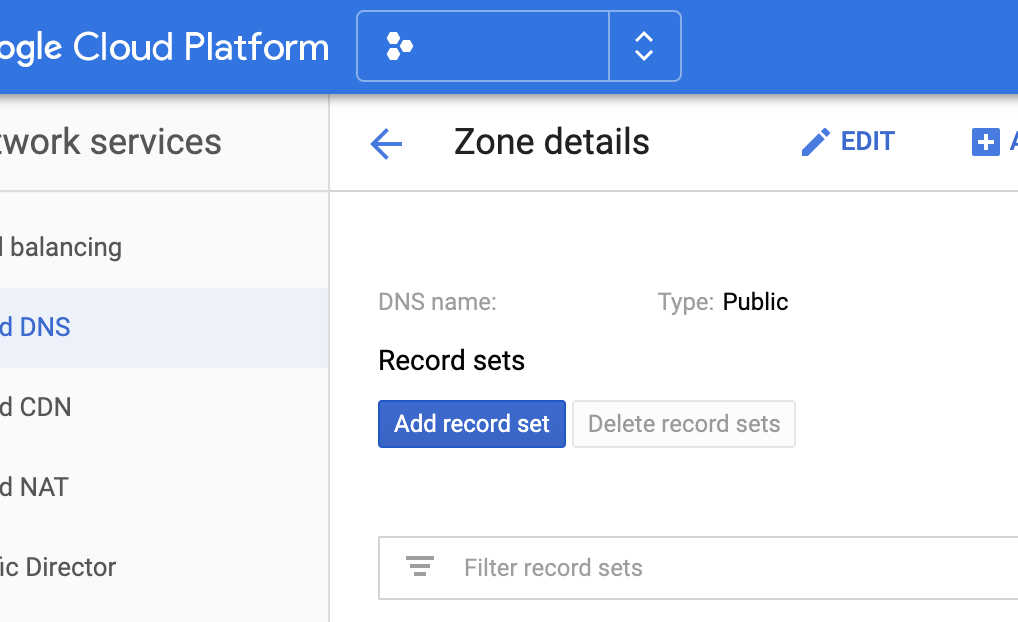 ogle Cloud Platform
twork services
Zone details
EDIT
A
l balancing
d DNS
d CDN
d NAT
ic Director
DNS name:
Type: Public
Record sets
Add record set
Delete record sets
Filter record sets